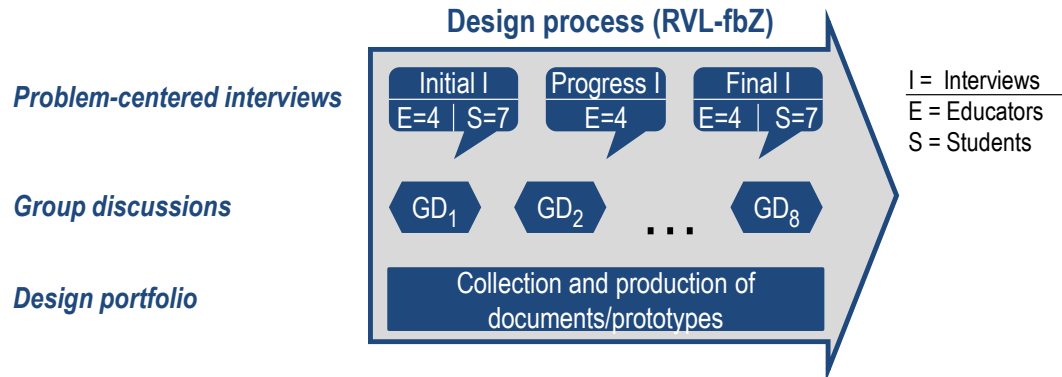 Design process (RVL-fbZ)
Problem-centered interviews
Initial I
E=4 | S=7
Progress I
E=4
Final I
E=4 | S=7
I = Interviews
E = Educators
S = Students
Group discussions
GD1
GD2
...
GD8
Design portfolio
Collection and production of
documents/prototypes